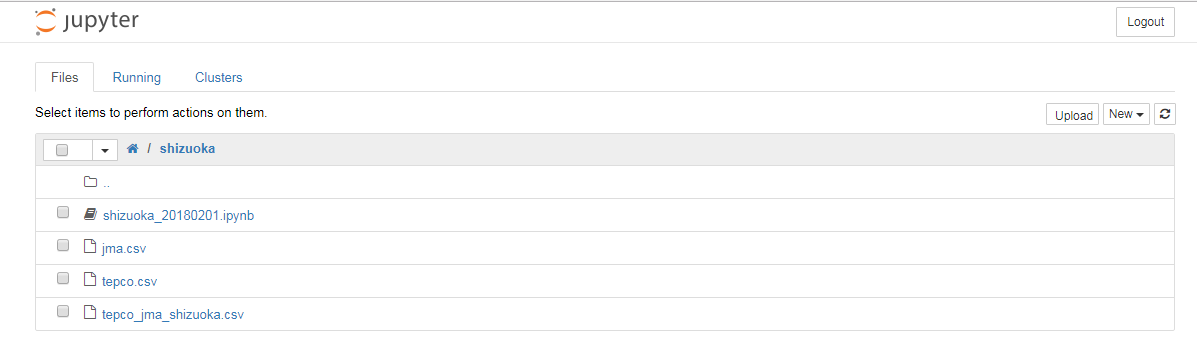 jupyter
Logout
Files Running Clusters
Select items to perform actions on them.
Upload New
/ shizuoka
..
shizuoka_20180201.ipynb
jma.csv
tepco.csv
tepco_jma_shizuoka.csv